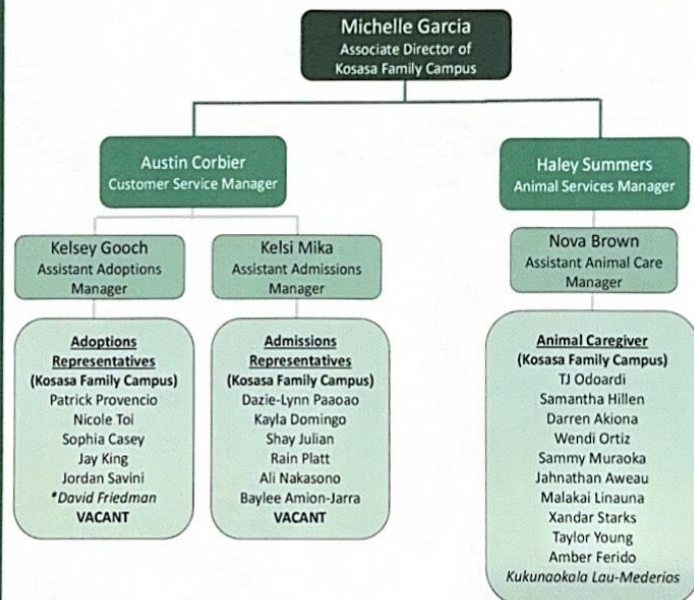 Michelle Garcia
Associate Director of
Kosasa Family Campus
Austin Corbier
Customer Service Manager
Haley Summers
Animal Services Manager
Kelsey Gooch
Assistant Adoptions
Manager
Kelsi Mika
Assistant Admissions
Manager
Nova Brown
Assistant Animal Care
Manager
Adoptions
Representatives
(Kosasa Family Campus)
Patrick Provencio
Nicole Toi
Sophia Casey
Jay King
Jordan Savini
*David Friedman
VACANT
Admissions
Representatives
(Kosasa Family Campus)
Dazie-Lynn Paaoao
Kayla Domingo
Shay Julian
Rain Platt
Ali Nakasono
Baylee Amion-Jarra
VACANT
Animal Caregiver
(Kosasa Family Campus)
TJ Odoardi
Samantha Hillen
Darren Akiona
Wendi Ortiz
Sammy Muraoka
Jahnathan Aweau
Malakai Linauna
Xandar Starks
Taylor Young
Amber Ferido
Kukunaokala Lau-Mederios